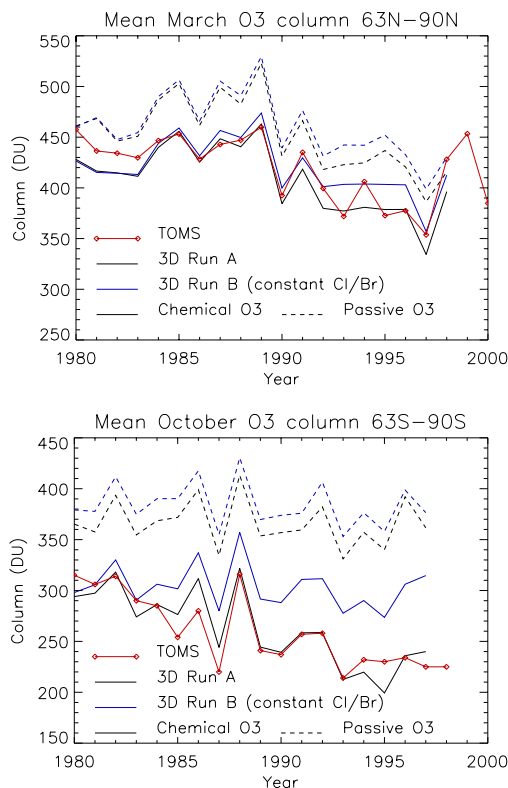 Mean March O3 column 63N-90N
550
500
450
400
350
300
250
Column (DU)
TOMS
3D Run A
3D Run B (constant Cl/Br)
Chemical O3 Passive O3
1980 1985 1990 1995 2000
Year
Mean October O3 column 63S-90S
450
400
350
300
250
200
150
Column (DU)
TOMS
3D Run A
3D Run B (constant Cl/Br)
Chemical O3 Passive O3
1980 1985 1990 1995 2000
Year